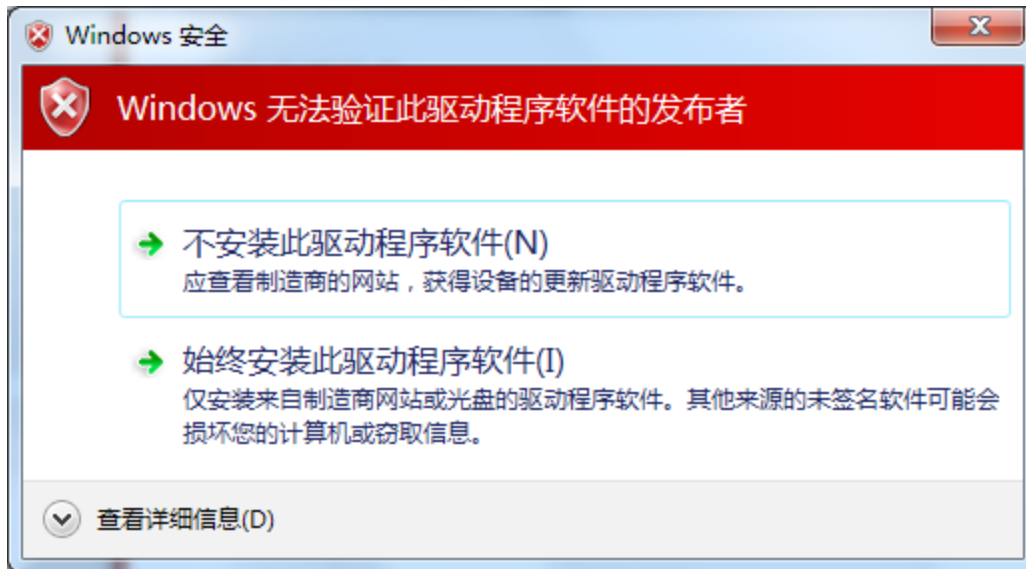 Windows 安全
Windows 无法验证此驱动程序软件的发布者
不安装此驱动程序软件(N)
应查看制造商的网站，获得设备的更新驱动程序软件。
始终安装此驱动程序软件(I)
仅安装来自制造商网站或光盘的驱动程序软件。其他来源的未签名软件可能会
损坏您的计算机或窃取信息。
查看详细信息(D)